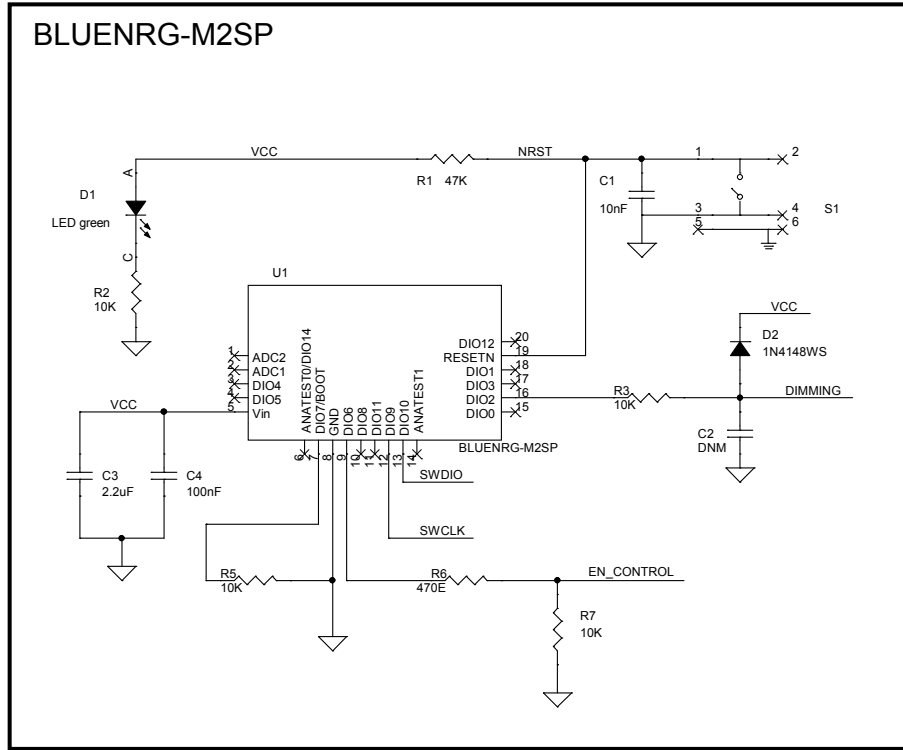 BLUENRG-M2SP
VCC
NRST
1
2
A
R1 47K
C1
10nF
D1
LED green
3
4
S1
5
6
C
U1
R2
10K
VCC
D2
1N4148WS
DIMMING
1 ADC2
2 ADC1
3 DIO4
4 DIO5
5 Vin
VCC
DIO12 20
RESETN 19
DIO1 18
DIO3 17
DIO2 16
DIO0 15
R3
10K
C2
DNM
ANATEST0/DIO14
DIO7/BOOT
GND
DIO6
DIO8
DIO11
DIO9
DIO10
ANATEST1
BLUENRG-M2SP
6
7
8
9
10
11
12
13
14
C3
2.2uF
C4
100nF
SWDIO
SWCLK
R5
10K
R6
470E
EN_CONTROL
R7
10K